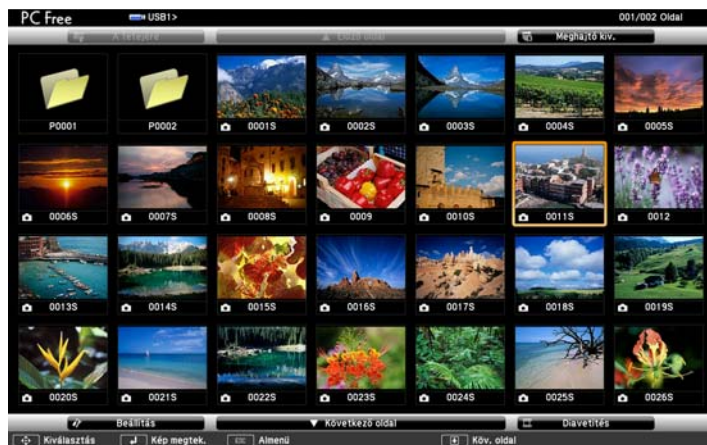 PC Free USB1> 001/002 Oldal
A tetejére ▲ Előző oldal Meghajtó kiv.
P0001 P0002 0001S 0002S 0003S 0004S 0005S
0006S 0007S 0008S 0009 0010S 0011S 0012
0013S 0014S 0015S 0016S 0017S 0018S 0019S
0020S 0021S 0022S 0023S 0024S 0025S 0026S
Beállítás ▼ Következő oldal Diavetítés
Kiválasztás Kép megtek. ESC Almenü Köv. oldal